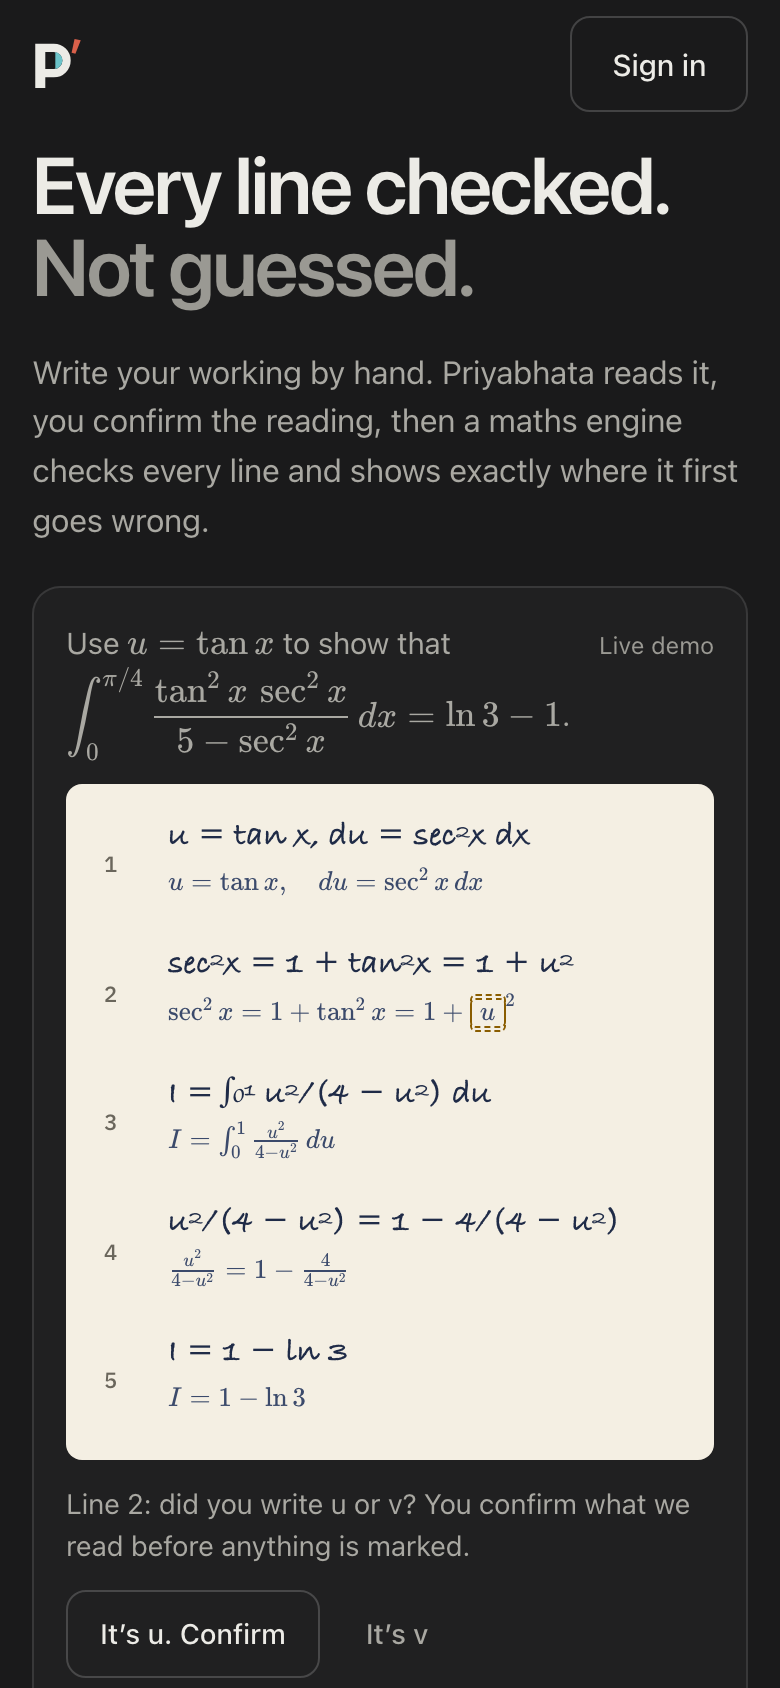 P'
Sign in
Every line checked.
Not guessed.
Write your working by hand. Priyabhata reads it,
you confirm the reading, then a maths engine
checks every line and shows exactly where it first
goes wrong.
Use u = tan x to show that
Live demo
∫₀^{π/4} (tan² x sec² x)/(5 − sec² x) dx = ln 3 − 1.
1
u = tan x, du = sec²x dx
u = tan x, du = sec² x dx
2
sec²x = 1 + tan²x = 1 + u²
sec² x = 1 + tan² x = 1 + u²
3
I = ∫₀¹ u²/(4 − u²) du
I = ∫₀¹ u²/(4−u²) du
4
u²/(4 − u²) = 1 − 4/(4 − u²)
u²/(4−u²) = 1 − 4/(4−u²)
5
I = 1 − ln 3
I = 1 − ln 3
Line 2: did you write u or v? You confirm what we
read before anything is marked.
It's u. Confirm
It's v